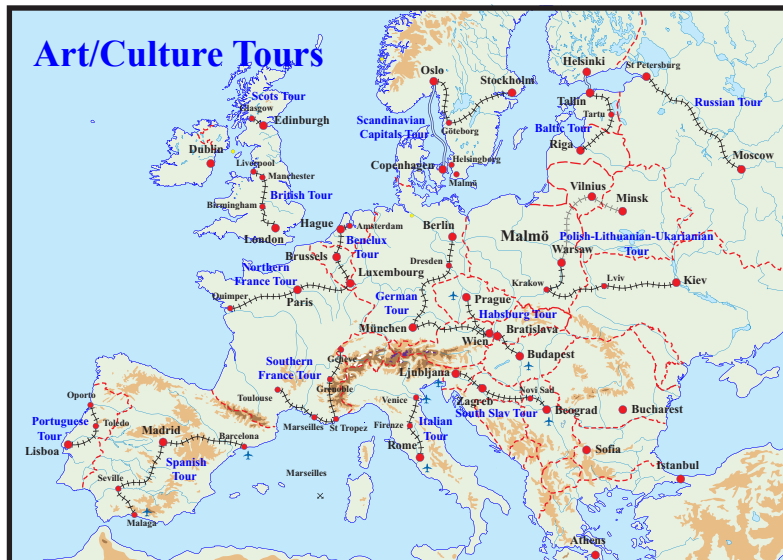 Art/Culture Tours
Oslo
Stockholm
Helsinki
St Petersburg
Scots Tour
Glasgow
Edinburgh
Scandinavian
Capitals Tour
Göteborg
Tallin
Tartu
Baltic Tour
Riga
Russian Tour
Moscow
Dublin
Liverpool
Manchester
Birmingham
British Tour
London
Copenhagen
Helsingborg
Malmö
Vilnius
Minsk
Hague
Amsterdam
Benelux
Tour
Brussels
Luxembourg
Berlin
Dresden
German
Tour
Malmö
Warsaw
Polish-Lithuanian-Ukarianian
Tour
Krakow
Lviv
Kiev
Northern
France Tour
Quimper
Paris
Prague
Habsburg Tour
München
Wien
Bratislava
Budapest
Southern
France Tour
Geneve
Grenoble
Toulouse
Marseilles
St Tropez
Ljubljana
Zagreb
Novi Sad
South Slav Tour
Beograd
Bucharest
Venice
Firenze
Italian
Tour
Rome
Sofia
Istanbul
Athens
Oporto
Portuguese
Tour
Toledo
Lisboa
Madrid
Barcelona
Spanish
Tour
Seville
Malaga
Marseilles